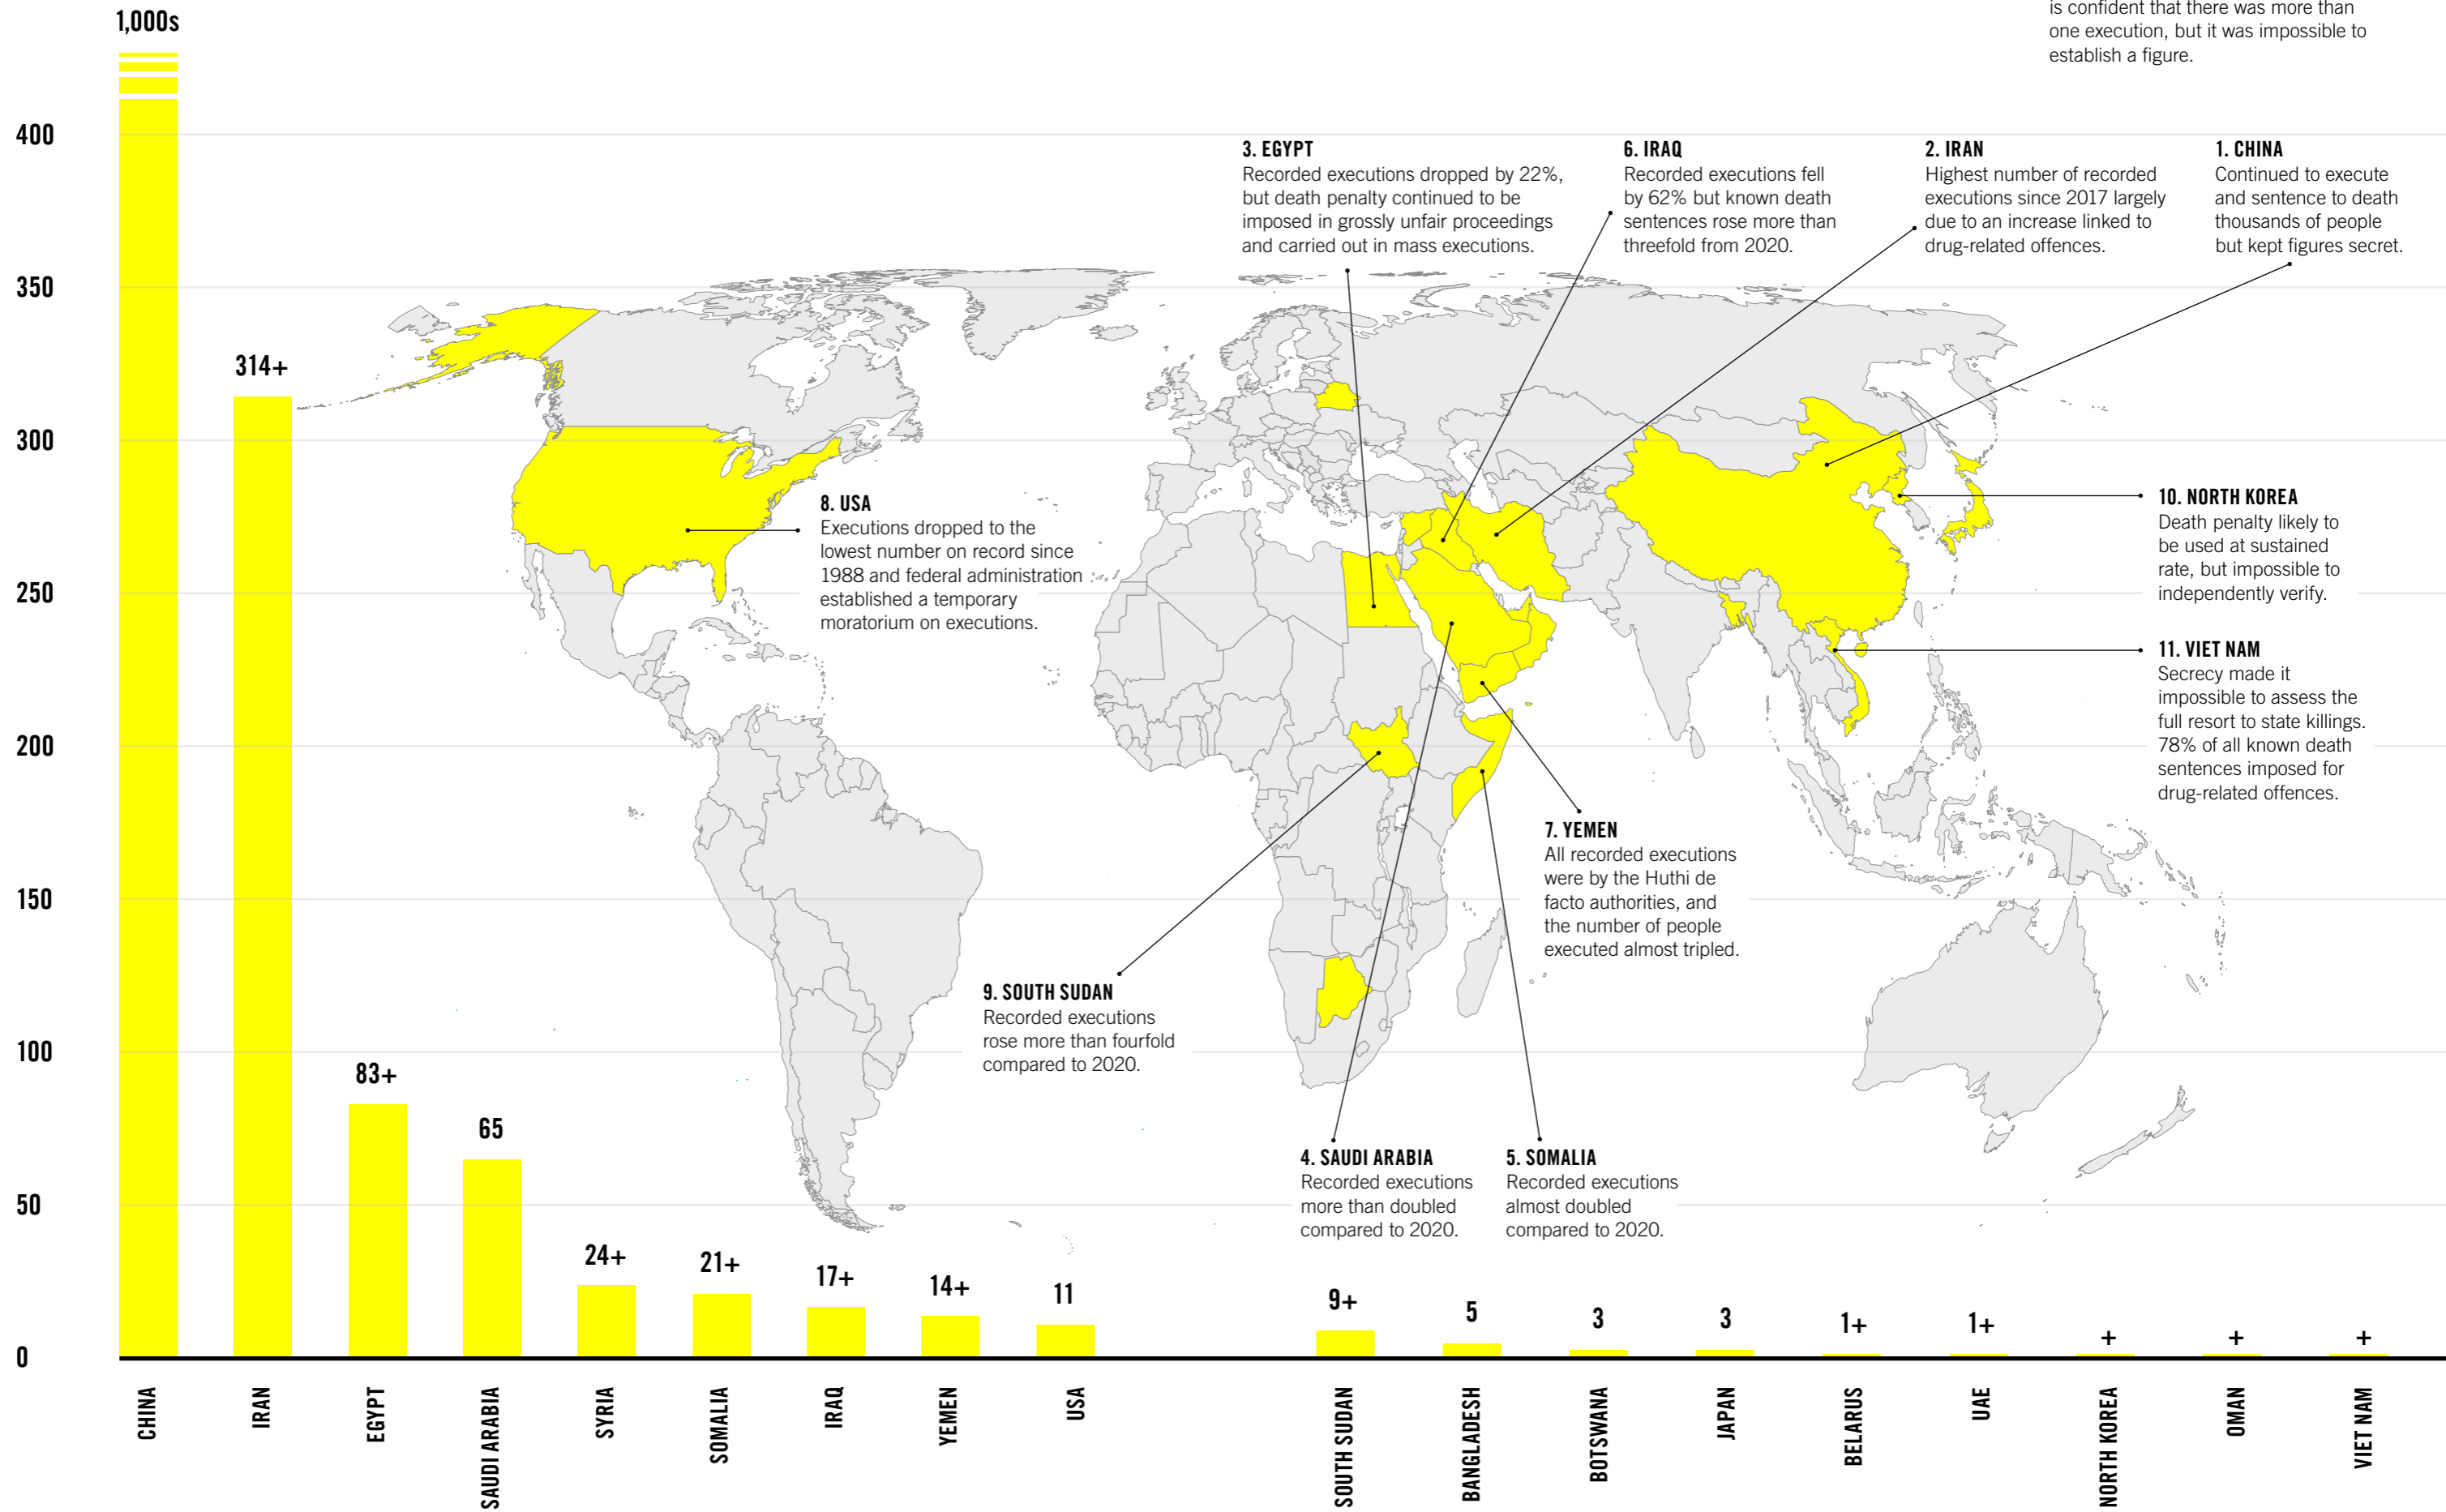 is confident that there was more than
one execution, but it was impossible to
establish a figure.
1,000s
400
350
300
250
200
150
100
50
0
3. EGYPT
Recorded executions dropped by 22%,
but death penalty continued to be
imposed in grossly unfair proceedings
and carried out in mass executions.
6. IRAQ
Recorded executions fell
by 62% but known death
sentences rose more than
threefold from 2020.
2. IRAN
Highest number of recorded
executions since 2017 largely
due to an increase linked to
drug-related offences.
1. CHINA
Continued to execute
and sentence to death
thousands of people
but kept figures secret.
8. USA
Executions dropped to the
lowest number on record since
1988 and federal administration
established a temporary
moratorium on executions.
10. NORTH KOREA
Death penalty likely to
be used at sustained
rate, but impossible to
independently verify.
11. VIET NAM
Secrecy made it
impossible to assess the
full resort to state killings.
78% of all known death
sentences imposed for
drug-related offences.
7. YEMEN
All recorded executions
were by the Huthi de
facto authorities, and
the number of people
executed almost tripled.
9. SOUTH SUDAN
Recorded executions
rose more than fourfold
compared to 2020.
4. SAUDI ARABIA
Recorded executions
more than doubled
compared to 2020.
5. SOMALIA
Recorded executions
almost doubled
compared to 2020.
314+
83+
65
24+
21+
17+
14+
11
9+
5
3
3
1+
1+
+
+
+
CHINA
IRAN
EGYPT
SAUDI ARABIA
SYRIA
SOMALIA
IRAQ
YEMEN
USA
SOUTH SUDAN
BANGLADESH
BOTSWANA
JAPAN
BELARUS
UAE
NORTH KOREA
OMAN
VIET NAM